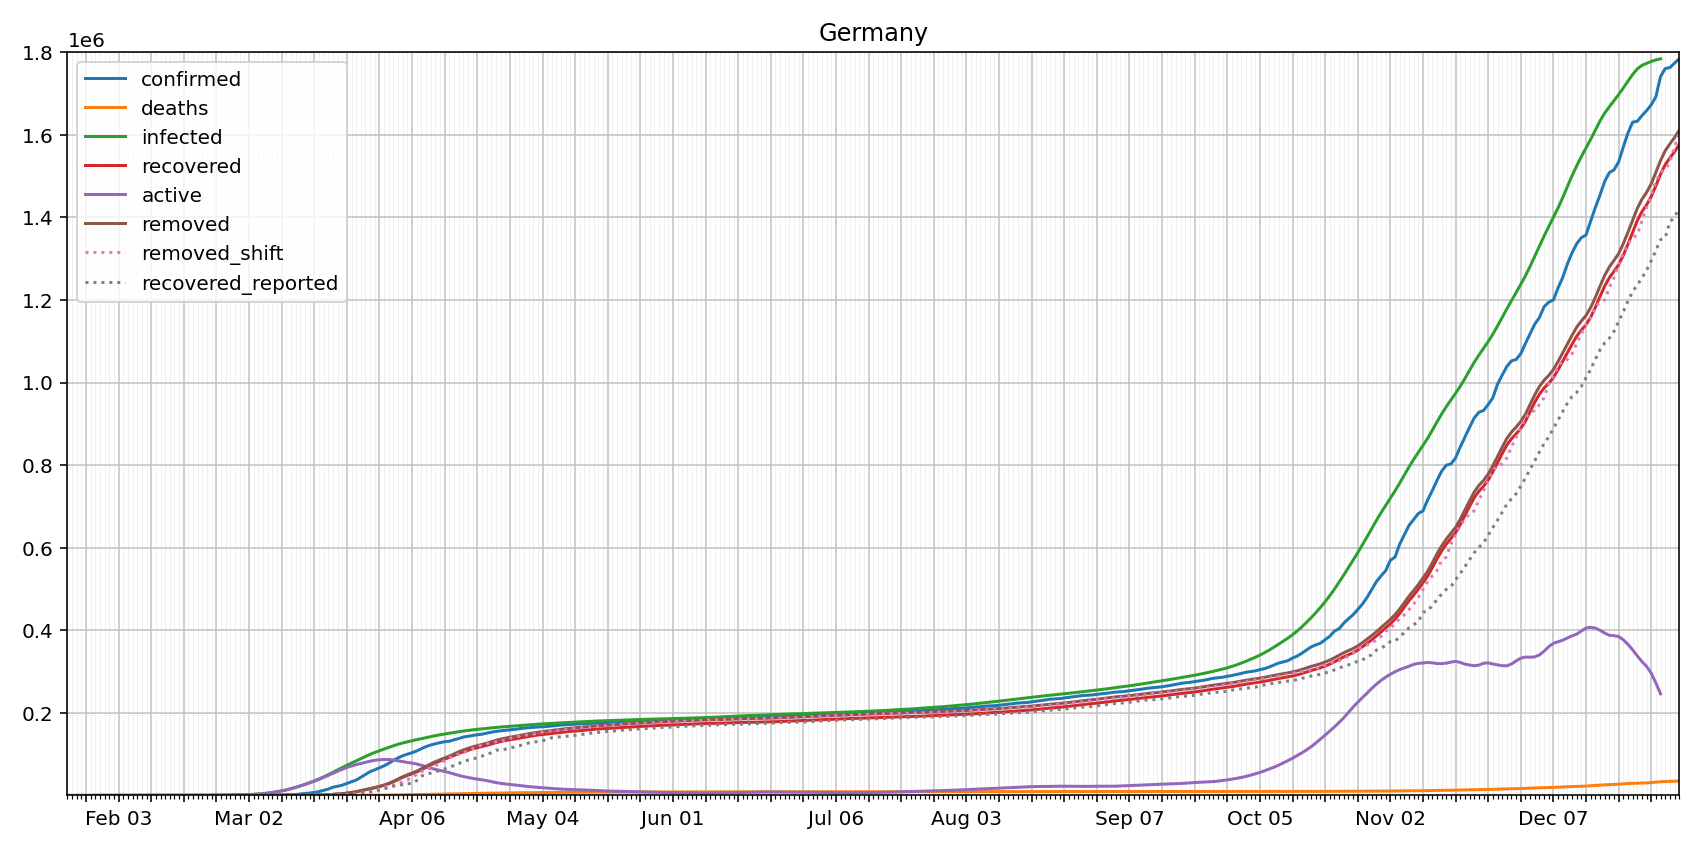 Germany
1e6
1.8
1.6
1.4
1.2
1.0
0.8
0.6
0.4
0.2
confirmed
deaths
infected
recovered
active
removed
removed_shift
recovered_reported
Feb 03 Mar 02 Apr 06 May 04 Jun 01 Jul 06 Aug 03 Sep 07 Oct 05 Nov 02 Dec 07